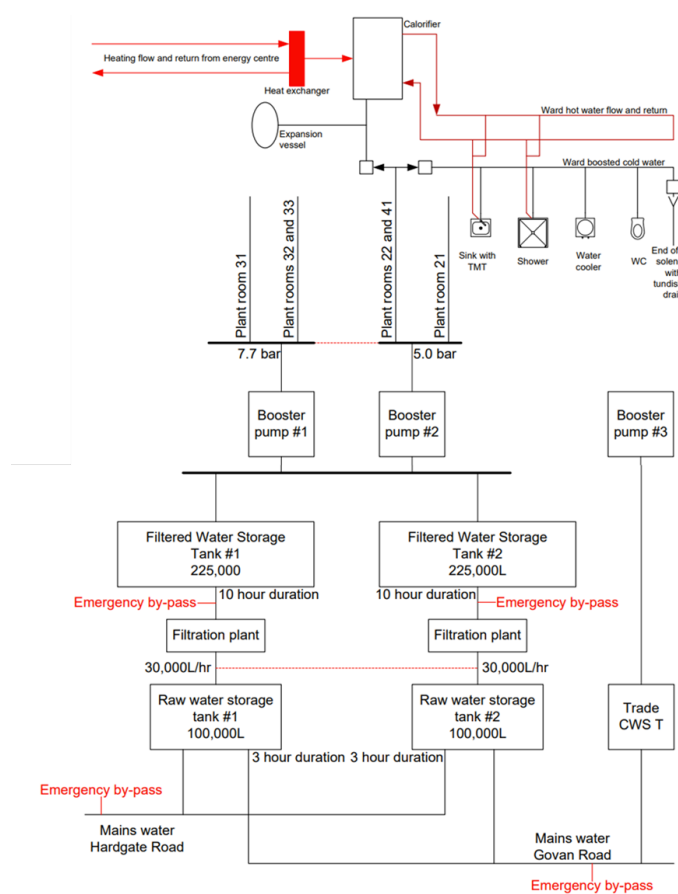 Calorifier
Heating flow and return from energy centre
Heat exchanger
Ward hot water flow and return
Expansion
vessel
Ward boosted cold water
Plant room 31
Plant rooms 32 and 33
Plant rooms 22 and 41
Plant room 21
Sink with
TMT
Shower
Water
cooler
WC
End of
solen
with
tundis
drai
7.7 bar
5.0 bar
Booster
pump #1
Booster
pump #2
Booster
pump #3
Filtered Water Storage
Tank #1
225,000
Filtered Water Storage
Tank #2
225,000L
10 hour duration
10 hour duration
Emergency by-pass
Emergency by-pass
Filtration plant
Filtration plant
30,000L/hr
30,000L/hr
Raw water storage
tank #1
100,000L
Raw water storage
tank #2
100,000L
Trade
CWS T
3 hour duration
3 hour duration
Emergency by-pass
Mains water
Hardgate Road
Mains water
Govan Road
Emergency by-pass